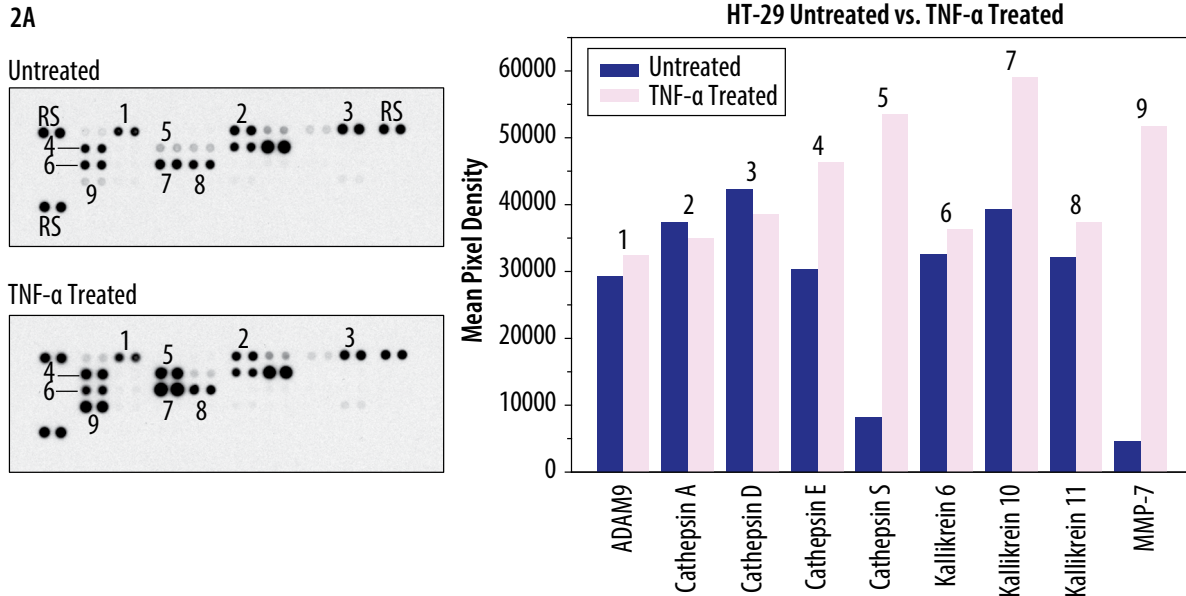 2A
Untreated
RS
1
2
3
RS
4
5
6
7
8
9
RS
TNF-α Treated
1
2
3
4
5
6
7
8
9
HT-29 Untreated vs. TNF-α Treated
Untreated
TNF-α Treated
Mean Pixel Density
60000
50000
40000
30000
20000
10000
0
1
2
3
4
5
6
7
8
9
ADAM9
Cathepsin A
Cathepsin D
Cathepsin E
Cathepsin S
Kallikrein 6
Kallikrein 10
Kallikrein 11
MMP-7